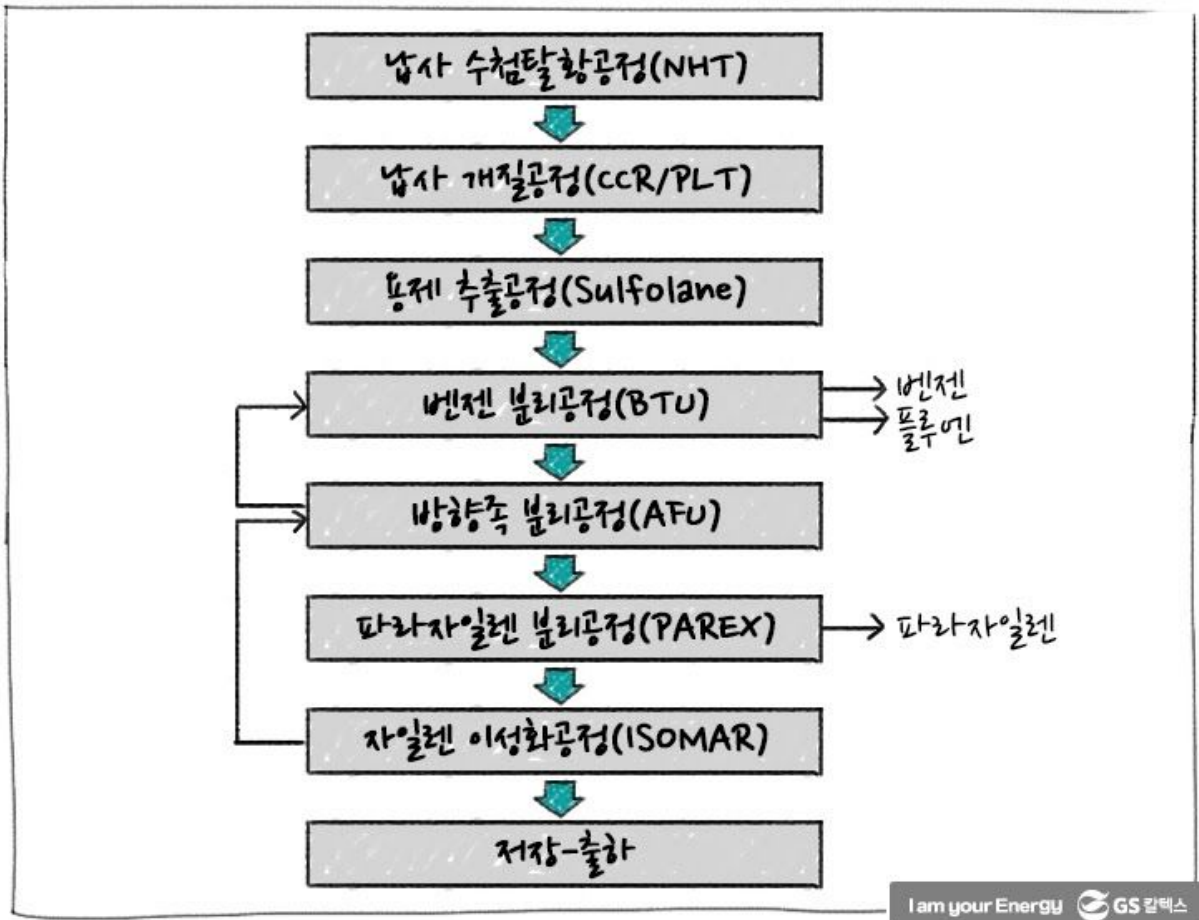 납사 수첨탈황공정(NHT)
납사 개질공정(CCR/PLT)
용제 추출공정(Sulfolane)
벤젠 분리공정(BTU)
벤젠
플루엔
방향족 분리공정(AFU)
파라자일렌 분리공정(PAREX)
파라자일렌
자일렌 이성화공정(ISOMAR)
저장-출하
I am your Energy GS 칼텍스